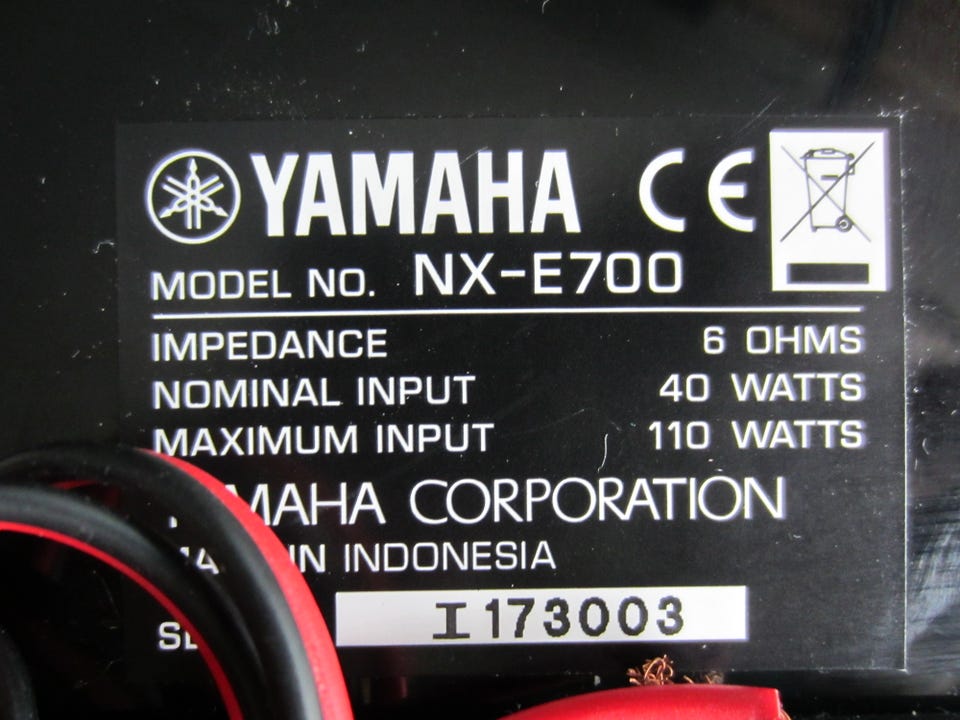 YAMAHA CE
MODEL NO. NX-E700
IMPEDANCE 6 OHMS
NOMINAL INPUT 40 WATTS
MAXIMUM INPUT 110 WATTS
CORPORATION
IN INDONESIA
I173003